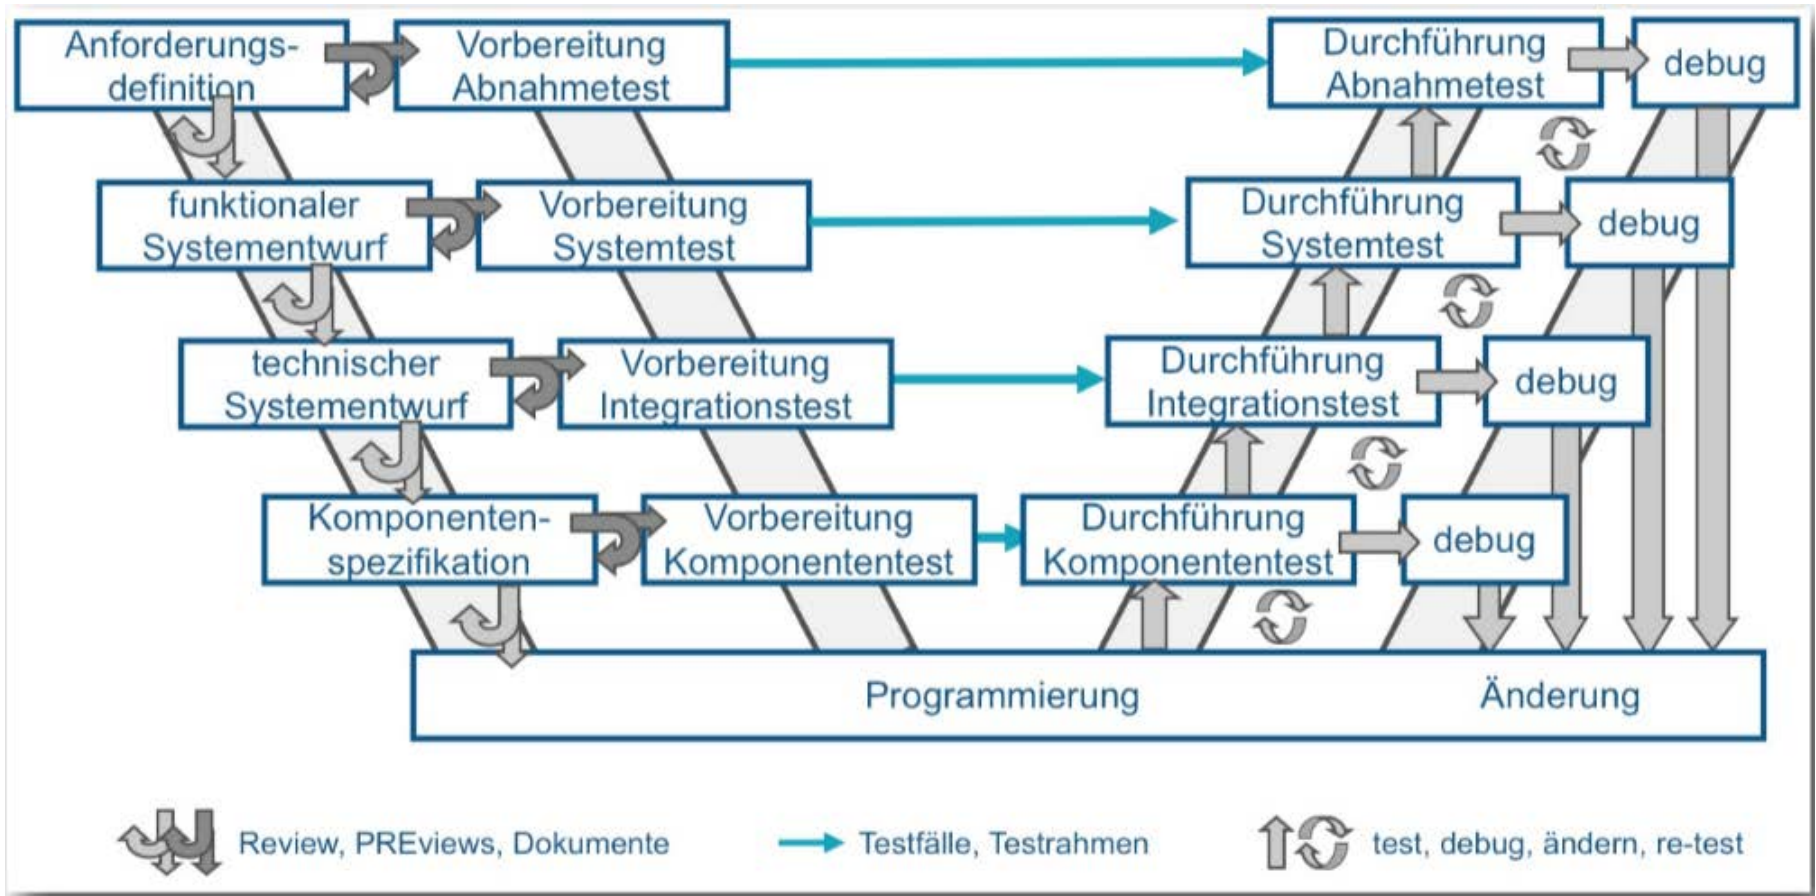 Anforderungs-
definition
Vorbereitung
Abnahmetest
Durchführung
Abnahmetest
debug
funktionaler
Systementwurf
Vorbereitung
Systemtest
Durchführung
Systemtest
debug
technischer
Systementwurf
Vorbereitung
Integrationstest
Durchführung
Integrationstest
debug
Komponenten-
spezifikation
Vorbereitung
Komponententest
Durchführung
Komponententest
debug
Programmierung
Änderung
Review, PREviews, Dokumente
Testfälle, Testrahmen
test, debug, ändern, re-test